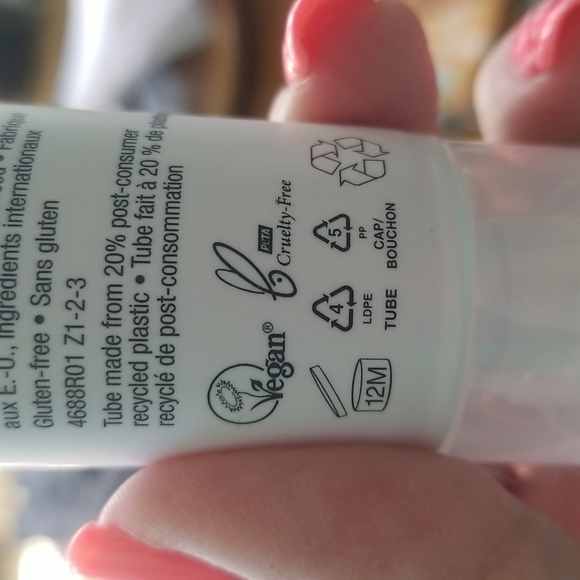 aux É.-U., Ingrédients internationaux
Gluten-free • Sans gluten
4688R01 Z1-2-3
Tube made from 20% post-consumer
recycled plastic • Tube fait à 20 % de
recyclé de post-consommation
Vegan®
PeTA
Cruelty-Free
12M
4
LDPE
TUBE
5
PP
CAP/
BOUCHON